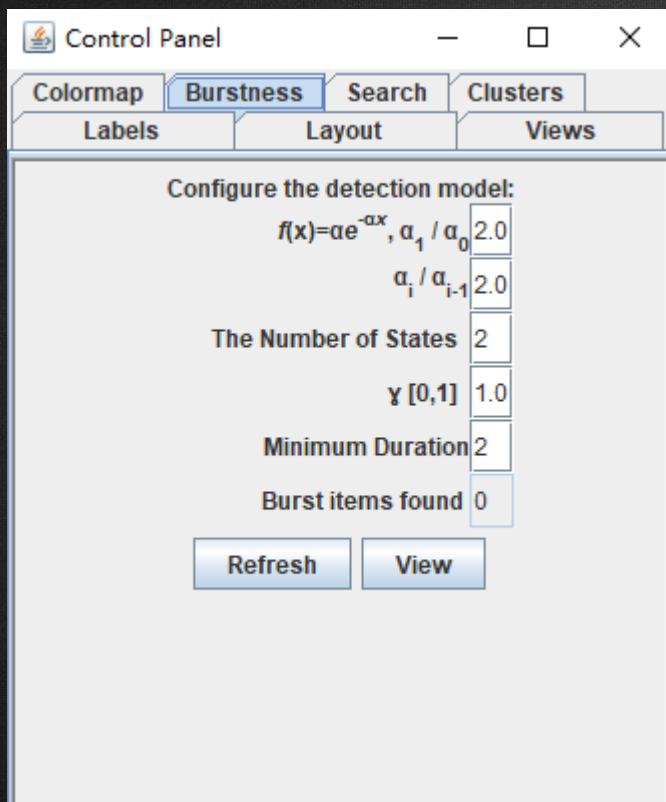 Control Panel
Colormap Burstness Search Clusters
Labels Layout Views
Configure the detection model:
f(x)=αe^-αx, α₁ / α₀ 2.0
αᵢ / αᵢ₋₁ 2.0
The Number of States 2
ɣ [0,1] 1.0
Minimum Duration 2
Burst items found 0
Refresh View